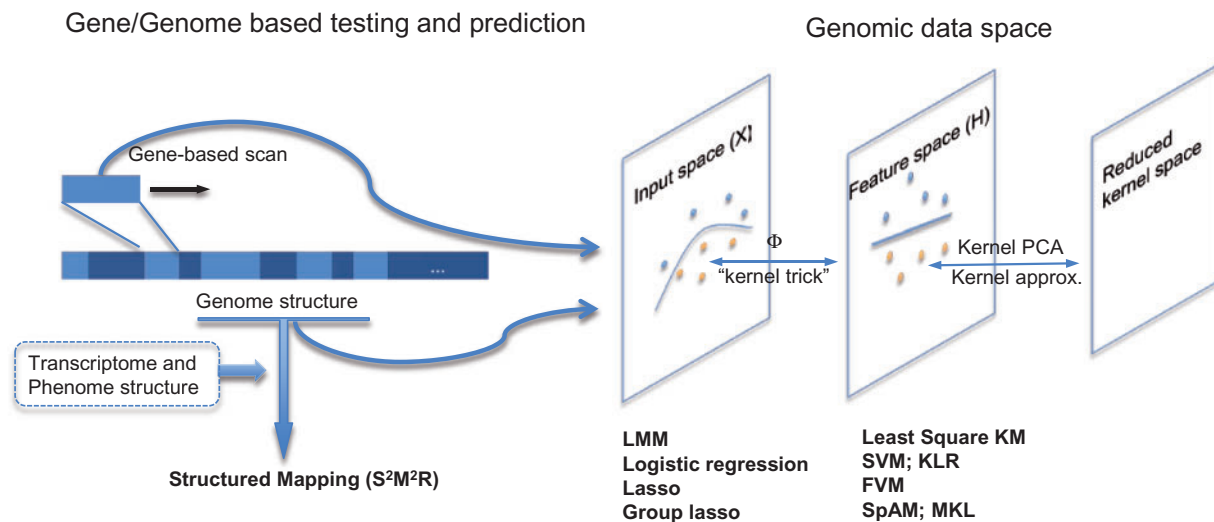 Gene/Genome based testing and prediction
Genomic data space
Gene-based scan
...
Genome structure
Transcriptome and
Phenome structure
Structured Mapping (S²M²R)
Input space (X)
Φ
“kernel trick”
Feature space (H)
Kernel PCA
Kernel approx.
Reduced
kernel space
LMM
Logistic regression
Lasso
Group lasso
Least Square KM
SVM; KLR
FVM
SpAM; MKL